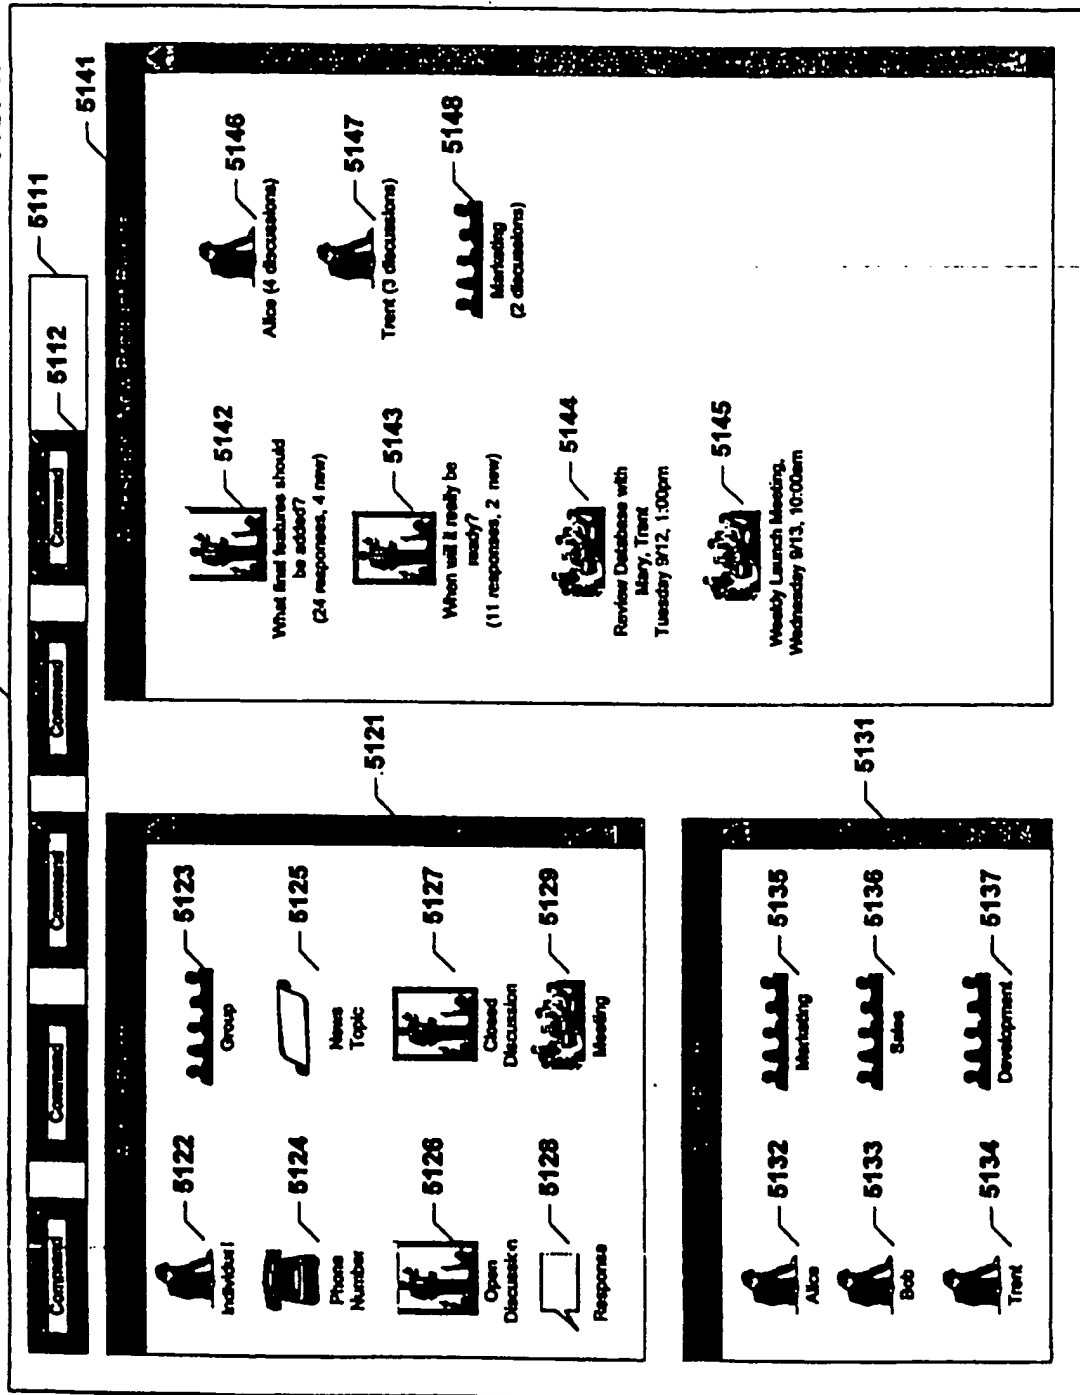 5111
Command Command Command Command Command
5112
5122
Individual
5123
Group
5124
Phone
Number
5125
News
Topic
5126
Open
Discussion
5127
Closed
Discussion
5128
Response
5129
Meeting
5121
5132
Alice
5135
Marketing
5133
Bob
5136
Sales
5134
Trent
5137
Development
5131
5141
5142
What final features should
be added?
(24 responses, 4 new)
5146
Alice (4 discussions)
5143
When will it really be
ready?
(11 responses, 2 new)
5147
Trent (3 discussions)
5148
Marketing
(2 discussions)
5144
Review Database with
Mary, Trent
Tuesday 9/12, 1:00pm
5145
Weekly Launch Meeting,
Wednesday 9/13, 10:00am